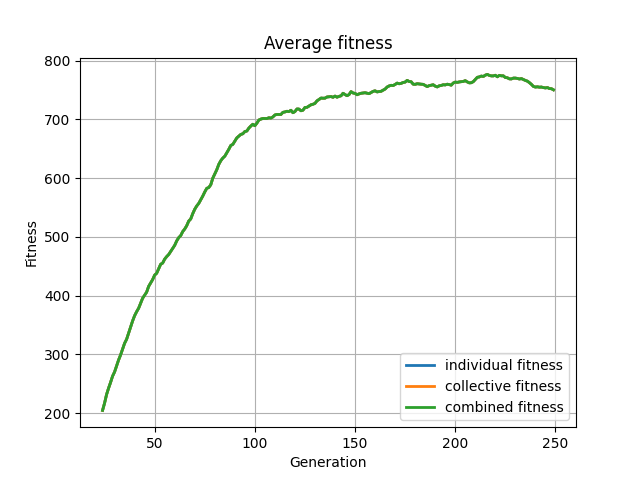 Average fitness
Fitness
800
700
600
500
400
300
200
50 100 150 200 250
Generation
individual fitness
collective fitness
combined fitness